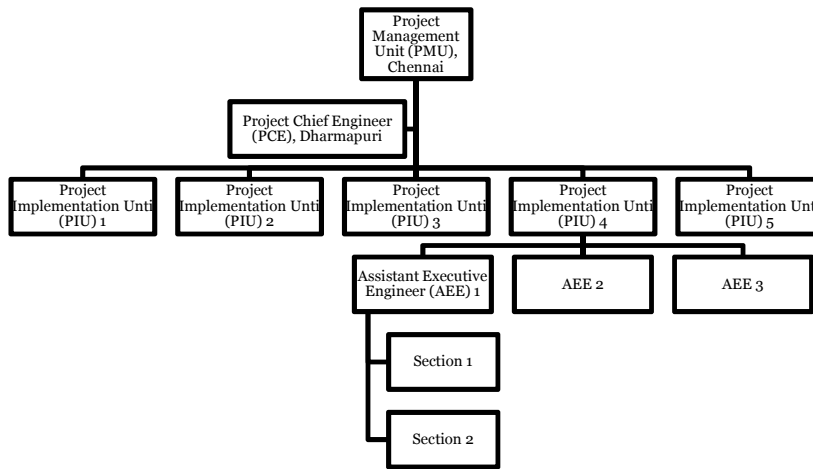 Project
Management
Unit (PMU),
Chennai
Project Chief Engineer
(PCE), Dharmapuri
Project
Implementation Unti
(PIU) 1
Project
Implementation Unti
(PIU) 2
Project
Implementation Unti
(PIU) 3
Project
Implementation Unti
(PIU) 4
Project
Implementation Unti
(PIU) 5
Assistant Executive
Engineer (AEE) 1
AEE 2
AEE 3
Section 1
Section 2